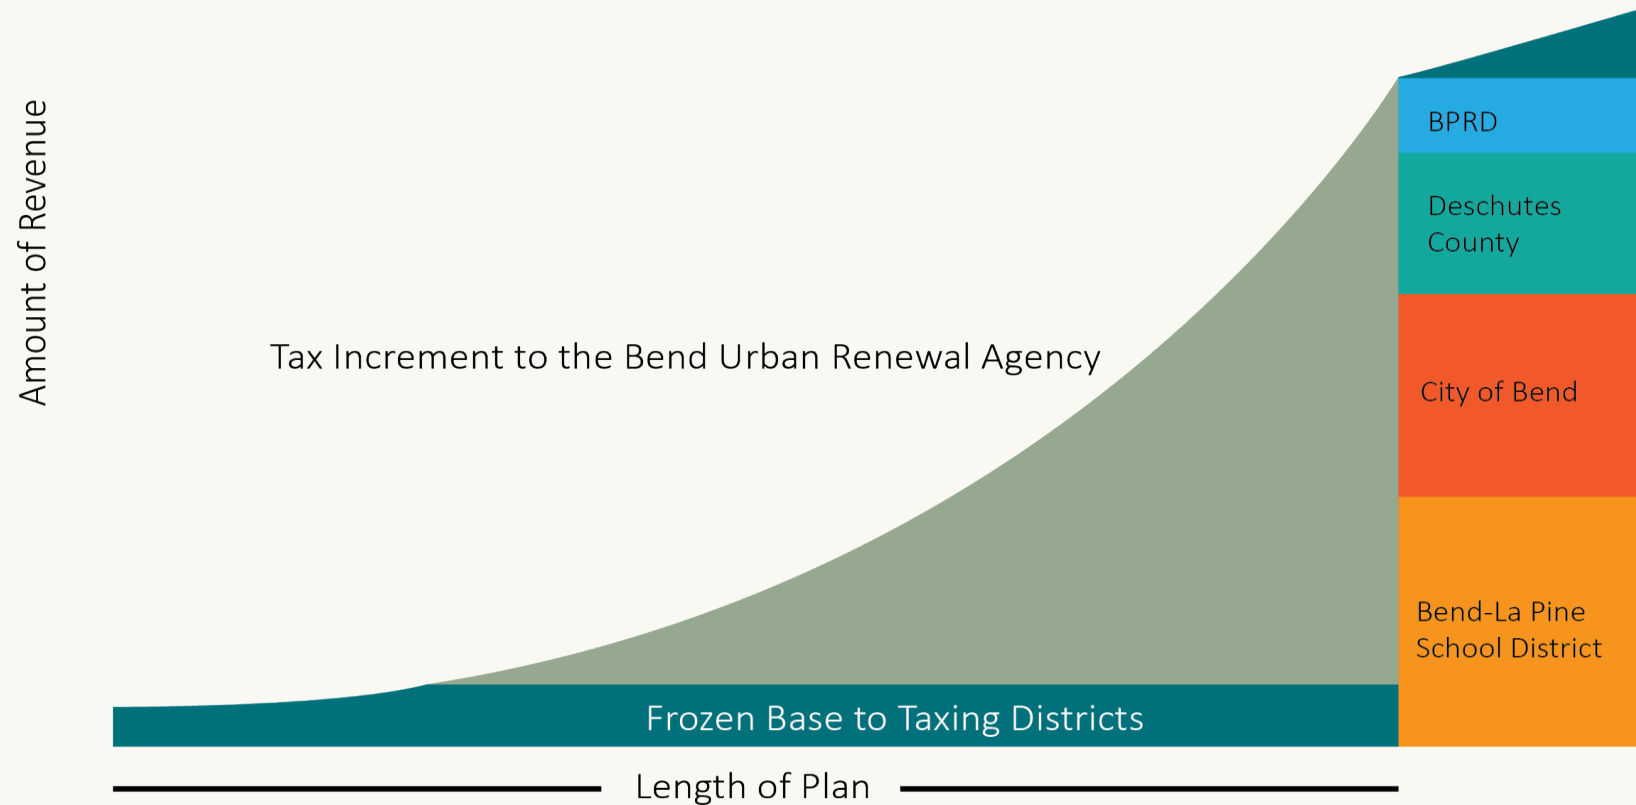 Amount of Revenue
BPRD
Deschutes
County
Tax Increment to the Bend Urban Renewal Agency
City of Bend
Bend-La Pine
School District
Frozen Base to Taxing Districts
Length of Plan